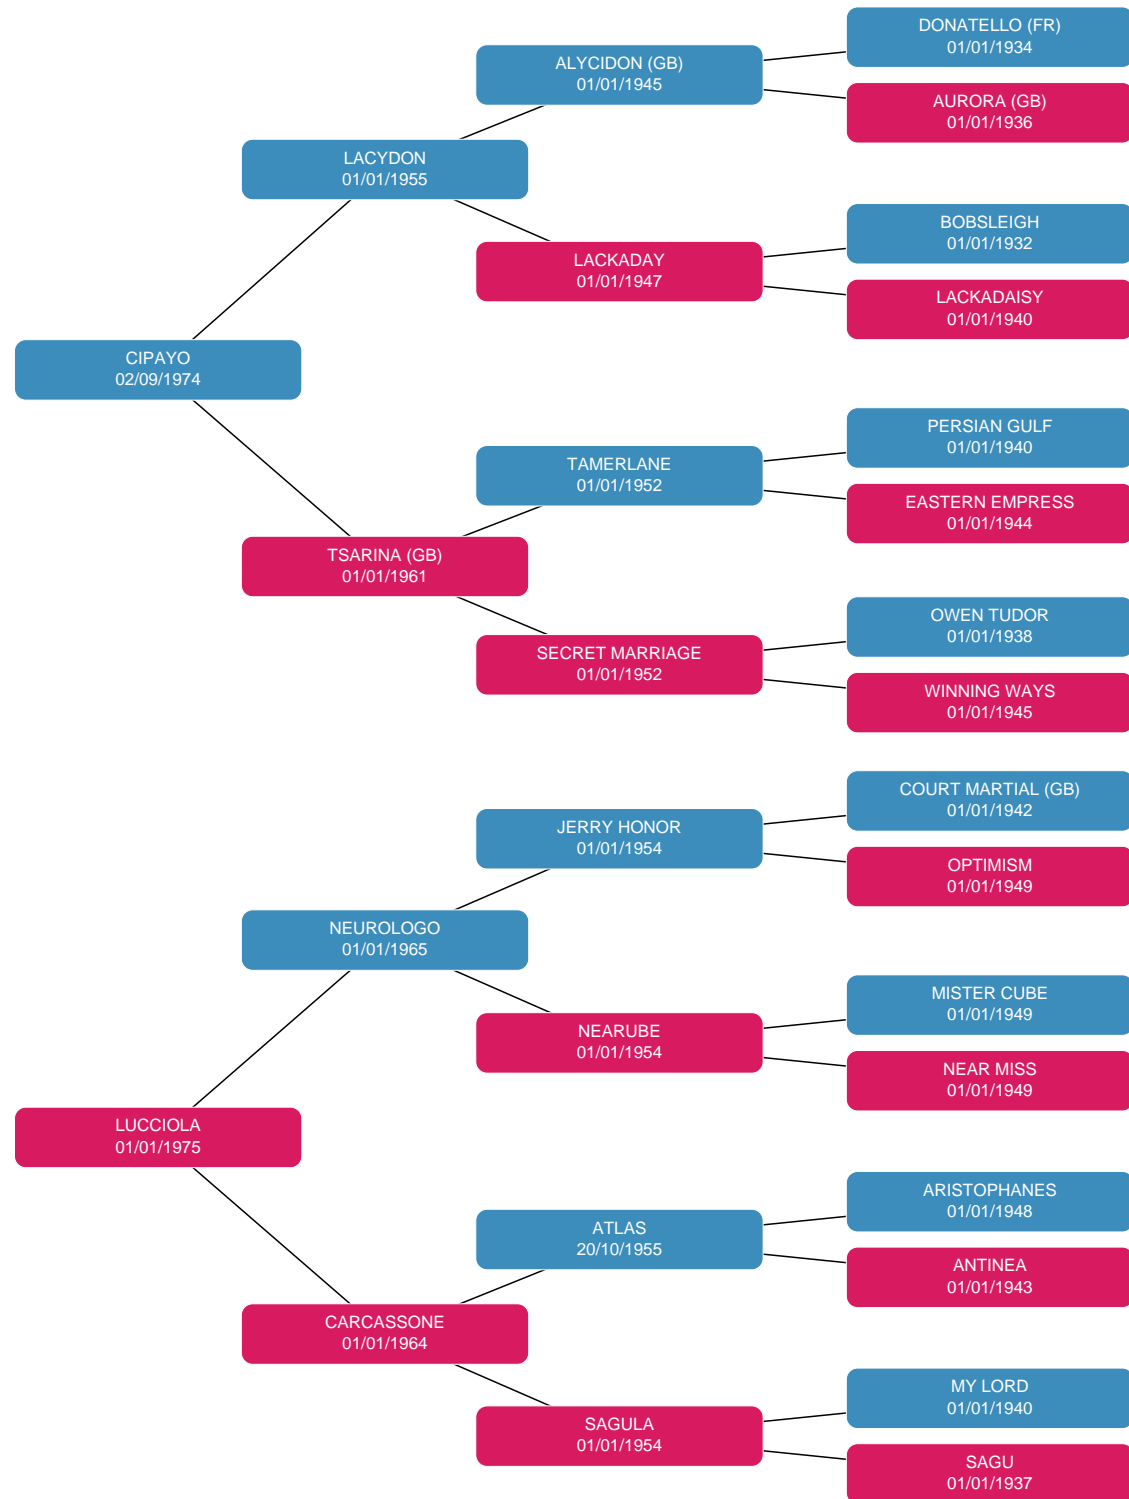 DONATELLO (FR)
01/01/1934
ALYCIDON (GB)
01/01/1945
AURORA (GB)
01/01/1936
LACYDON
01/01/1955
BOBSLEIGH
01/01/1932
LACKADAY
01/01/1947
LACKADAISY
01/01/1940
CIPAYO
02/09/1974
PERSIAN GULF
01/01/1940
TAMERLANE
01/01/1952
EASTERN EMPRESS
01/01/1944
TSARINA (GB)
01/01/1961
OWEN TUDOR
01/01/1938
SECRET MARRIAGE
01/01/1952
WINNING WAYS
01/01/1945
COURT MARTIAL (GB)
01/01/1942
JERRY HONOR
01/01/1954
OPTIMISM
01/01/1949
NEUROLOGO
01/01/1965
MISTER CUBE
01/01/1949
NEARUBE
01/01/1954
NEAR MISS
01/01/1949
LUCCIOLA
01/01/1975
ARISTOPHANES
01/01/1948
ATLAS
20/10/1955
ANTINEA
01/01/1943
CARCASSONE
01/01/1964
MY LORD
01/01/1940
SAGULA
01/01/1954
SAGU
01/01/1937